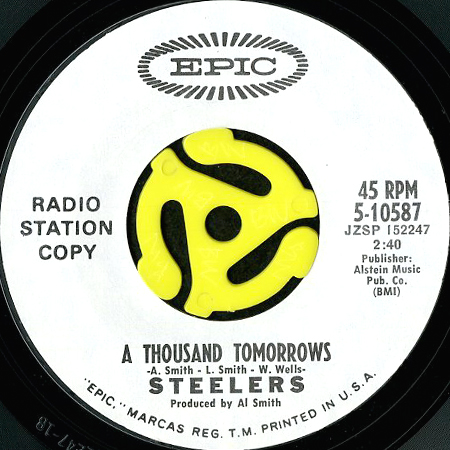 EPIC
RADIO
STATION
COPY
45 RPM
5-10587
JZSP 152247
2:40
Publisher:
Alstein Music
Pub. Co.
(BMI)
A THOUSAND TOMORROWS
-A. Smith - L. Smith - W. Wells-
STEELERS
Produced by Al Smith
"EPIC," MARCAS REG. T.M. PRINTED IN U.S.A.